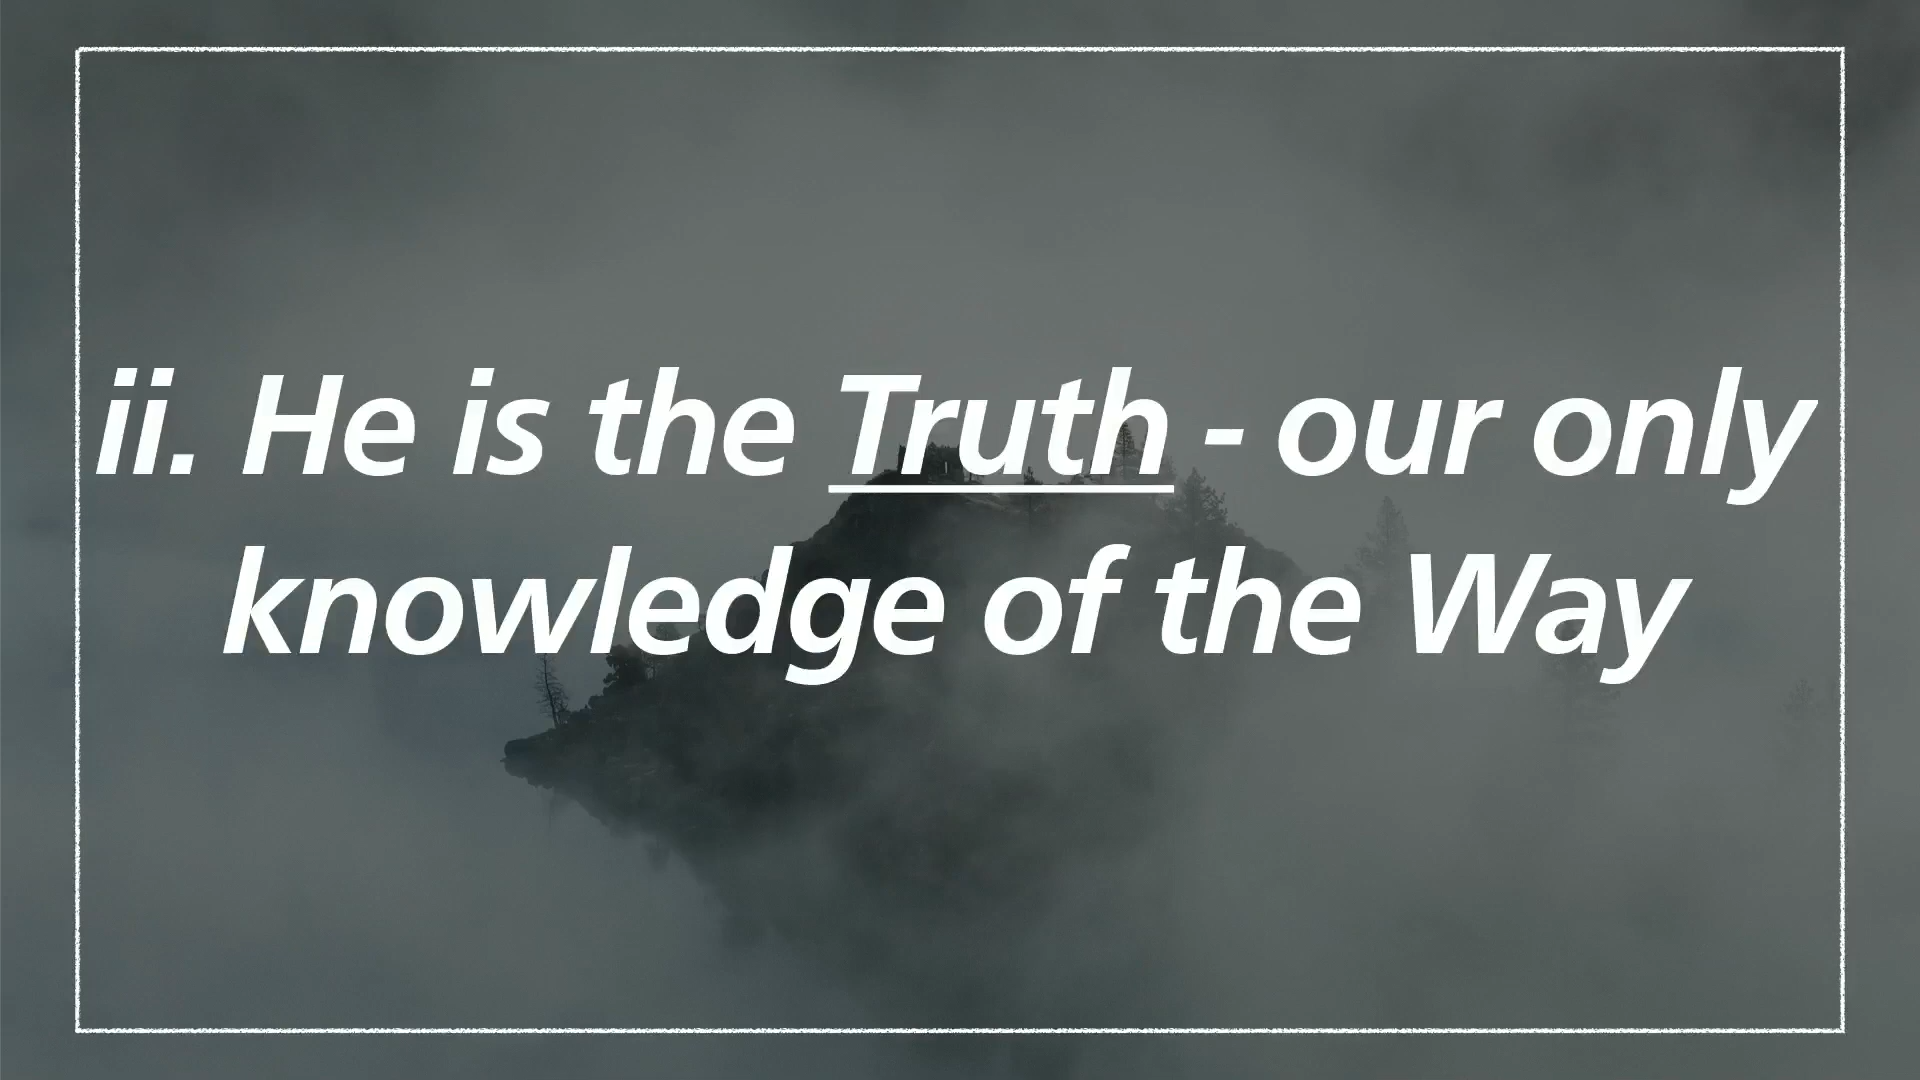 ii. He is the Truth - our only
knowledge of the Way